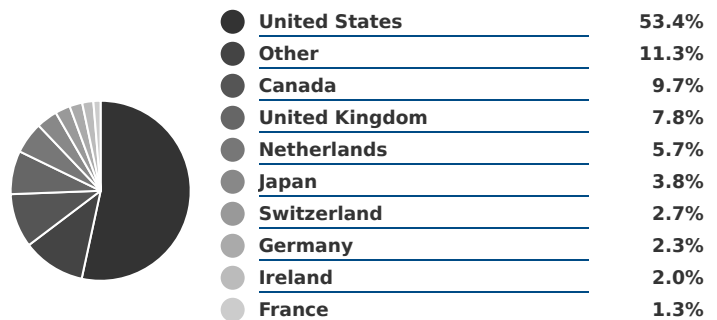 United States 53.4%
Other 11.3%
Canada 9.7%
United Kingdom 7.8%
Netherlands 5.7%
Japan 3.8%
Switzerland 2.7%
Germany 2.3%
Ireland 2.0%
France 1.3%